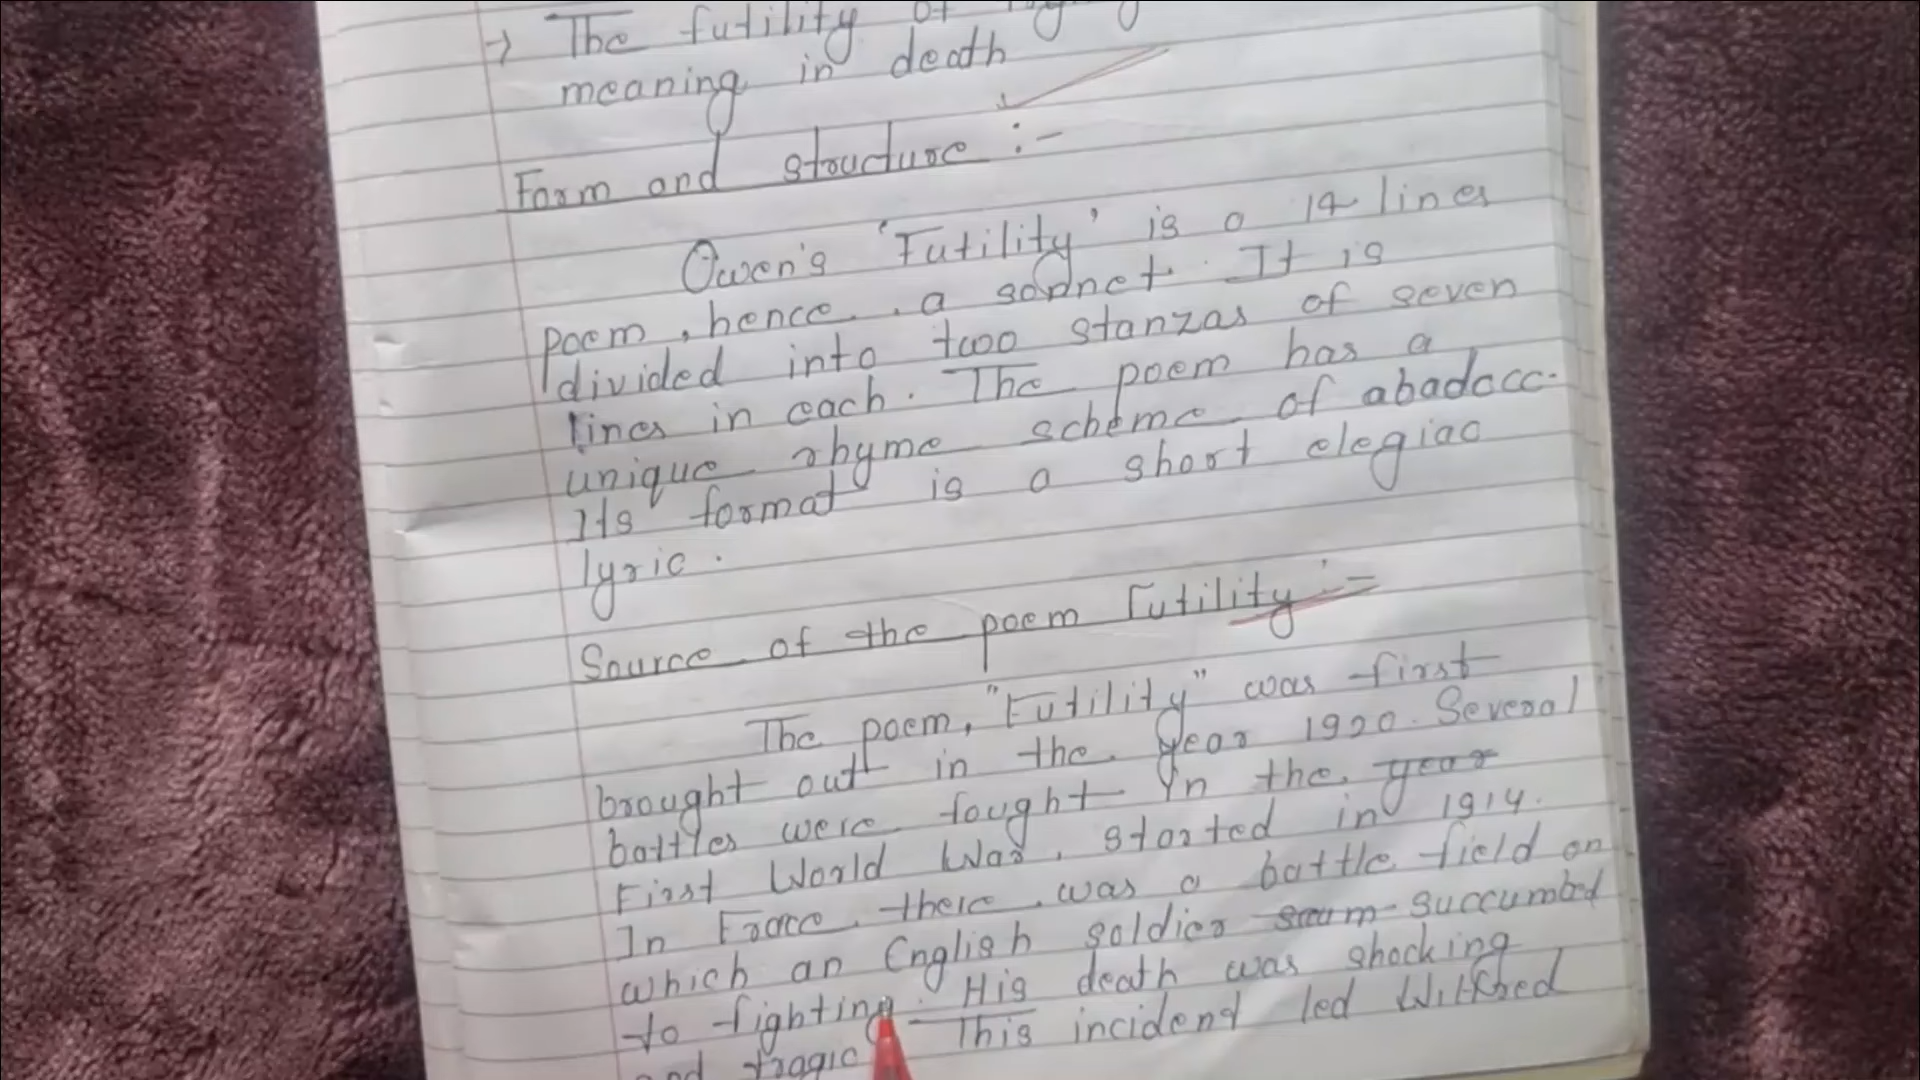 → The futility of
meaning in death
Form and structure :-
Owen's 'Futility' is a 14 lines
poem, hence, a sonnet. It is
divided into two stanzas of seven
lines in each. The poem has a
unique rhyme scheme of abadccc.
Its format is a short elegiac
lyric.
Source of the poem Futility :-
The poem, "Futility" was first
brought out in the year 1920. Several
battles were fought in the year
First World War, started in 1914.
In France, there was a battle field on
which an English soldier succumbed
to fighting. His death was shocking
and tragic. This incident led Wilfred